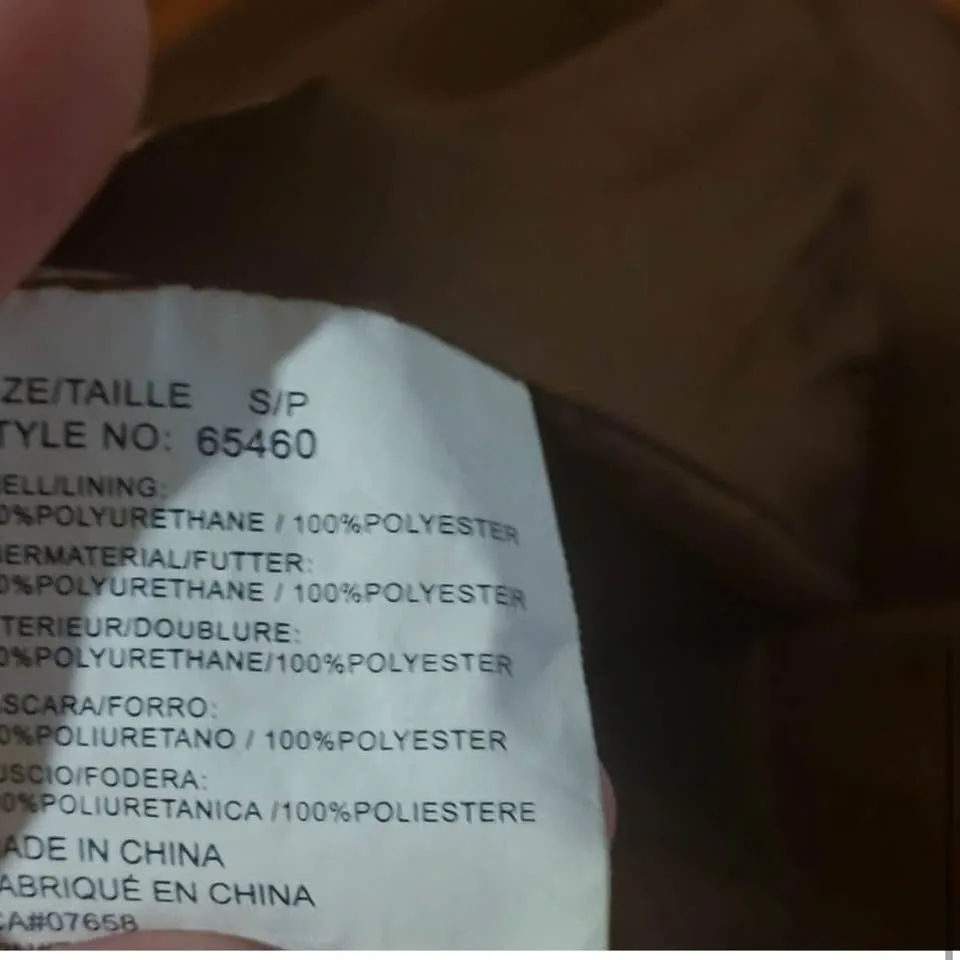 ZE/TAILLE S/P
TYLE NO: 65460
ELL/LINING:
0%POLYURETHANE / 100%POLYESTER
ERMATERIAL/FUTTER:
0%POLYURETHANE / 100%POLYESTER
TERIEUR/DOUBLURE:
0%POLYURETHANE/100%POLYESTER
SCARA/FORRO:
0%POLIURETANO / 100%POLYESTER
USCIO/FODERA:
0%POLIURETANICA /100%POLIESTERE
ADE IN CHINA
ABRIQUÉ EN CHINA
CA#07658